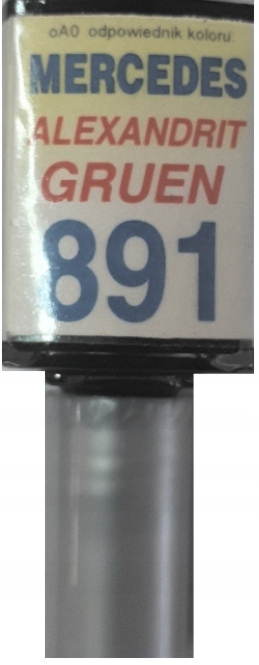 oA0 odpowiednik koloru:
MERCEDES
ALEXANDRIT
GRUEN
891